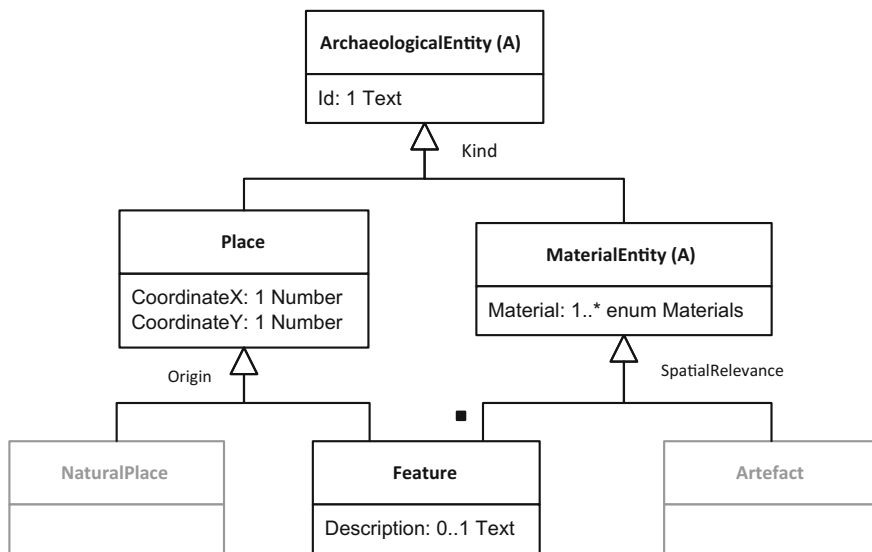 ArchaeologicalEntity (A)
Id: 1 Text
Kind
Place
CoordinateX: 1 Number
CoordinateY: 1 Number
MaterialEntity (A)
Material: 1..* enum Materials
Origin
SpatialRelevance
NaturalPlace
Feature
Description: 0..1 Text
Artefact